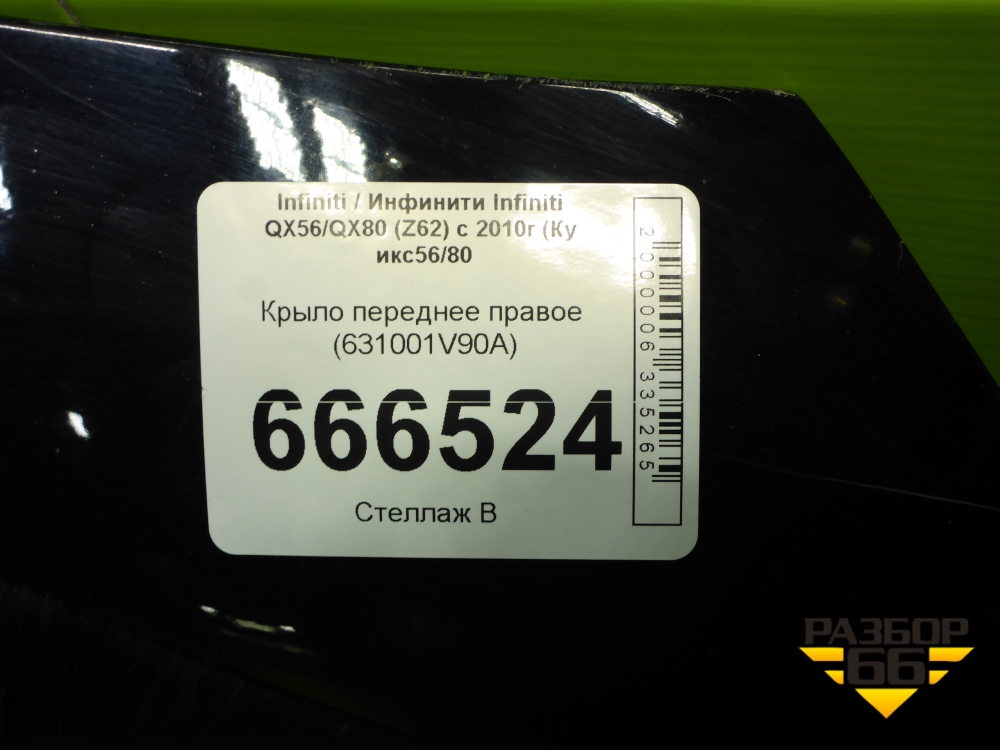 Infiniti / Инфинити Infiniti
QX56/QX80 (Z62) с 2010г (Ку
икс56/80
Крыло переднее правое
(631001V90A)
666524
Стеллаж В
2000006335265
РАЗБОР
66